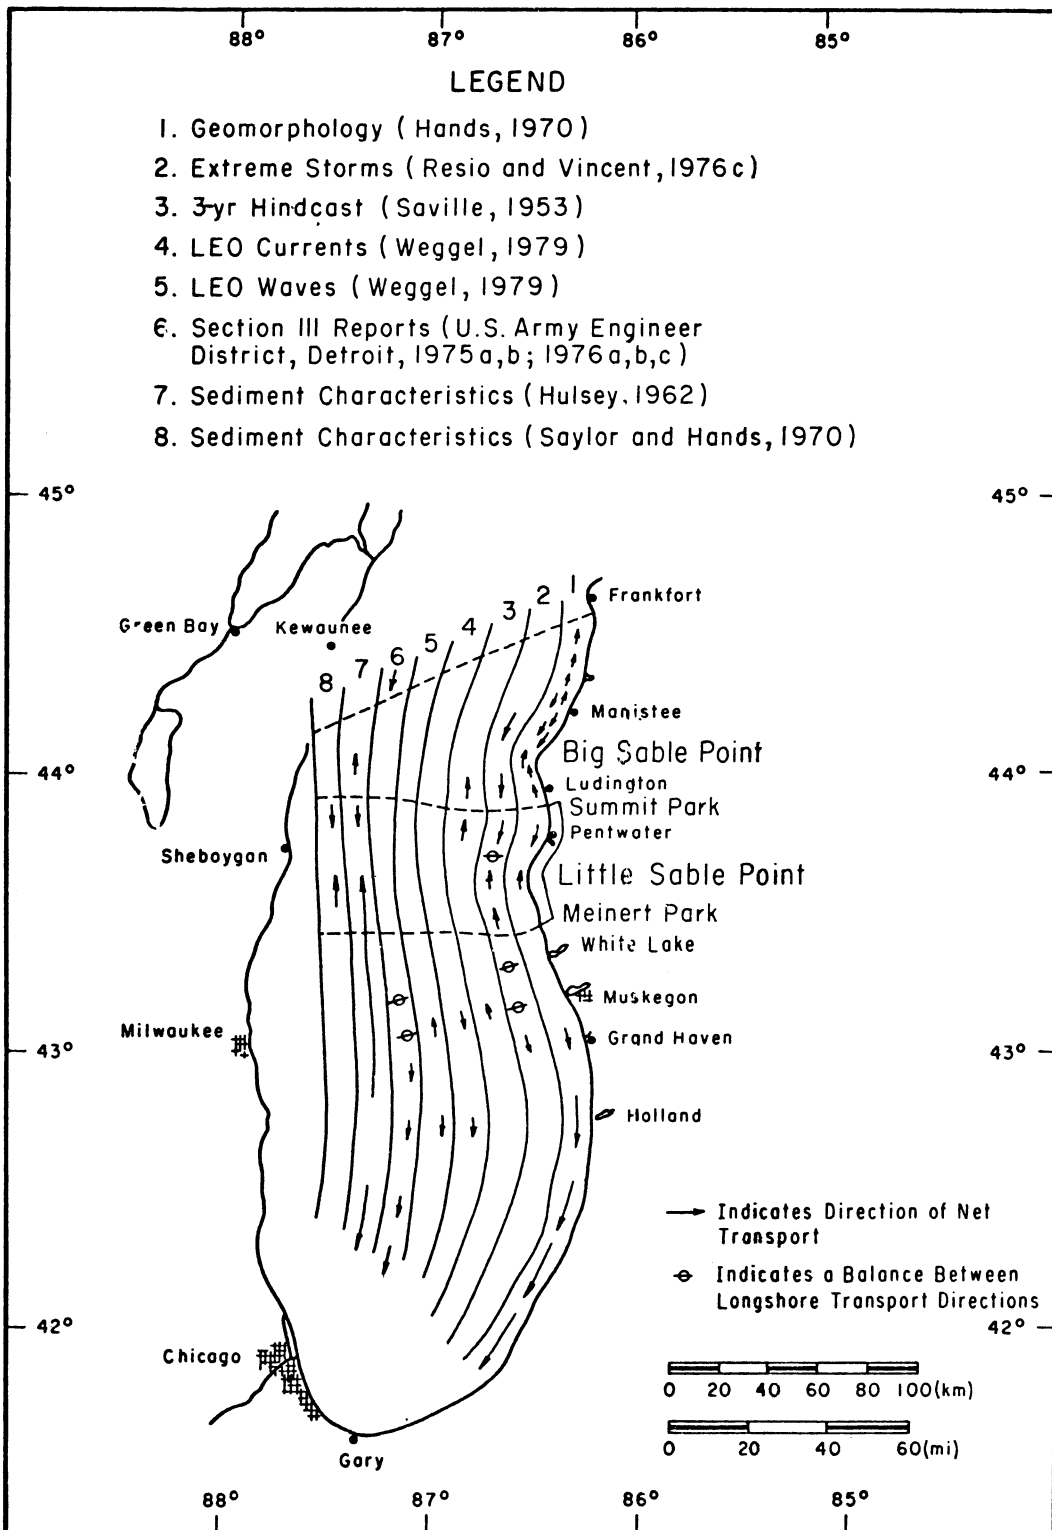 88° 87° 86° 85°
LEGEND
1. Geomorphology (Hands, 1970)
2. Extreme Storms (Resio and Vincent, 1976c)
3. 3-yr Hindcast (Saville, 1953)
4. LEO Currents (Weggel, 1979)
5. LEO Waves (Weggel, 1979)
6. Section III Reports (U.S. Army Engineer
District, Detroit, 1975a,b; 1976a,b,c)
7. Sediment Characteristics (Hulsey, 1962)
8. Sediment Characteristics (Saylor and Hands, 1970)
45° 45°
1
2
3
4
5
6
7
8
Frankfort
Green Bay
Kewaunee
Manistee
Big Sable Point
44° 44°
Ludington
Summit Park
Pentwater
Sheboygan
Little Sable Point
Meinert Park
White Lake
Muskegon
Milwaukee
Grand Haven
43° 43°
Holland
Indicates Direction of Net
Transport
Indicates a Balance Between
Longshore Transport Directions
42° 42°
Chicago
0 20 40 60 80 100(km)
0 20 40 60(mi)
Gary
88° 87° 86° 85°